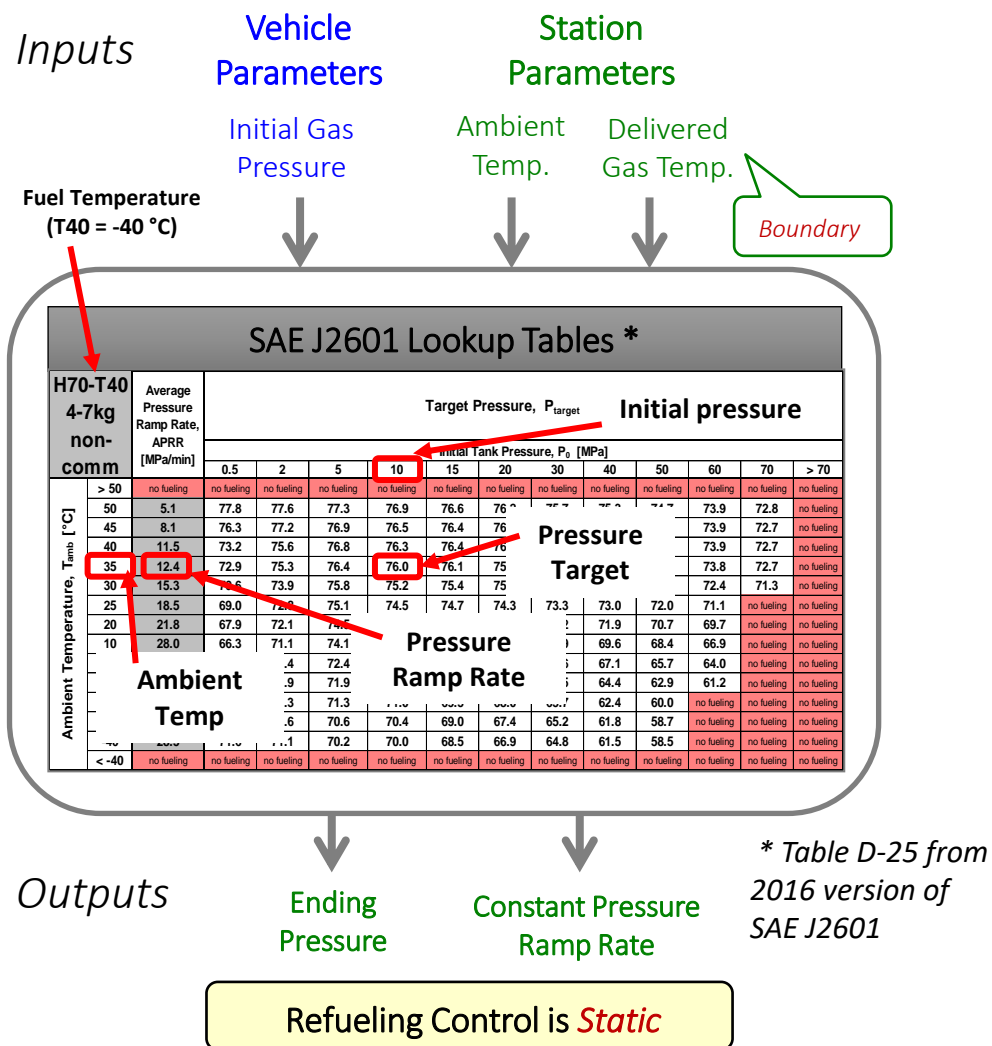 Inputs
Vehicle
Parameters
Station
Parameters
Initial Gas
Pressure
Ambient
Temp.
Delivered
Gas Temp.
Boundary
Fuel Temperature
(T40 = -40 °C)
SAE J2601 Lookup Tables *
H70-T40
4-7kg
non-
comm
Average
Pressure
Ramp Rate,
APRR
[MPa/min]
Target Pressure, Ptarget
Initial pressure
Initial Tank Pressure, P0 [MPa]
0.5 2 5 10 15 20 30 40 50 60 70 > 70
Ambient Temperature, Tamb [°C]
> 50 no fueling no fueling no fueling no fueling no fueling no fueling no fueling no fueling no fueling no fueling no fueling no fueling no fueling
50 5.1 77.8 77.6 77.3 76.9 76.6 73.9 72.8 no fueling
45 8.1 76.3 77.2 76.9 76.5 76.4 76 73.9 72.7 no fueling
40 11.5 73.2 75.6 76.8 76.3 76.4 76 73.9 72.7 no fueling
35 12.4 72.9 75.3 76.4 76.0 76.1 75 73.8 72.7 no fueling
30 15.3 73.9 75.8 75.2 75.4 75 72.4 71.3 no fueling
25 18.5 69.0 75.1 74.5 74.7 74.3 73.3 73.0 72.0 71.1 no fueling no fueling
20 21.8 67.9 72.1 71.9 70.7 69.7 no fueling no fueling
10 28.0 66.3 71.1 74.1 69.6 68.4 66.9 no fueling no fueling
.4 72.4 67.1 65.7 64.0 no fueling no fueling
.9 71.9 64.4 62.9 61.2 no fueling no fueling
.3 71.3 62.4 60.0 no fueling no fueling no fueling
.6 70.6 70.4 69.0 67.4 65.2 61.8 58.7 no fueling no fueling no fueling
70.2 70.0 68.5 66.9 64.8 61.5 58.5 no fueling no fueling no fueling
< -40 no fueling no fueling no fueling no fueling no fueling no fueling no fueling no fueling no fueling no fueling no fueling no fueling no fueling
Pressure
Target
Pressure
Ramp Rate
Ambient
Temp
Outputs
Ending
Pressure
Constant Pressure
Ramp Rate
* Table D-25 from
2016 version of
SAE J2601
Refueling Control is Static